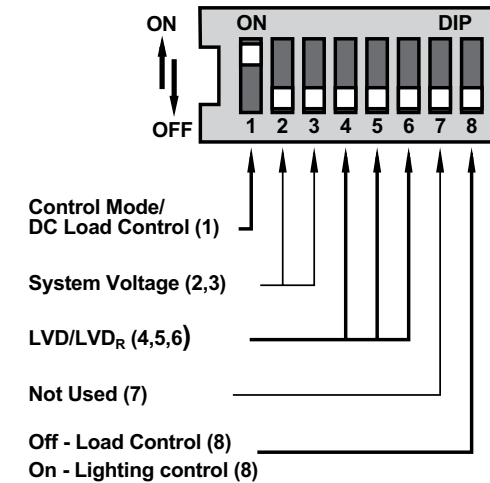 ON
OFF
ON DIP
1 2 3 4 5 6 7 8
Control Mode/
DC Load Control (1)
System Voltage (2,3)
LVD/LVDR (4,5,6)
Not Used (7)
Off - Load Control (8)
On - Lighting control (8)